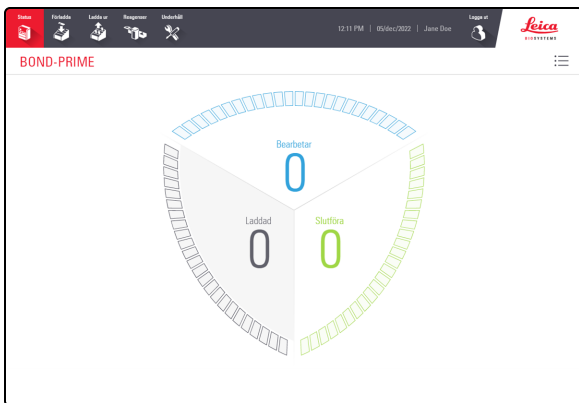 Status Förladda Ladda ur Reagenser Underhåll
12:11 PM | 05/dec/2022 | Jane Doe
Logga ut
Leica
BIOSYSTEMS
BOND-PRIME
Bearbetar
0
Laddad Slutföra
0 0